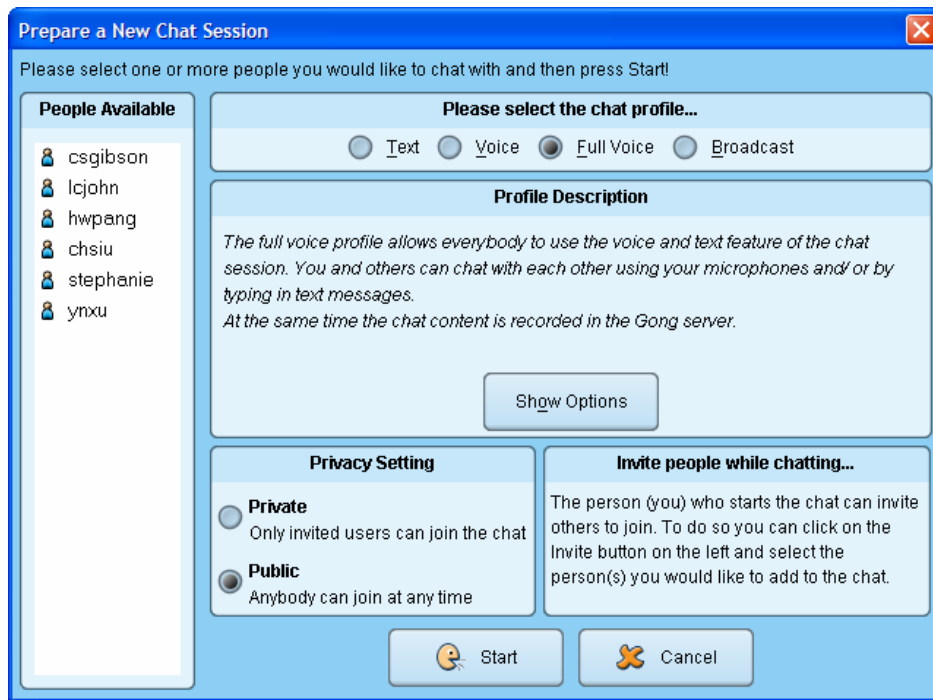 Prepare a New Chat Session
Please select one or more people you would like to chat with and then press Start!
People Available
csgibson
lcjohn
hwpang
chsiu
stephanie
ynxu
Please select the chat profile...
Text Voice Full Voice Broadcast
Profile Description
The full voice profile allows everybody to use the voice and text feature of the chat
session. You and others can chat with each other using your microphones and/ or by
typing in text messages.
At the same time the chat content is recorded in the Gong server.
Show Options
Privacy Setting
Private
Only invited users can join the chat
Public
Anybody can join at any time
Invite people while chatting...
The person (you) who starts the chat can invite
others to join. To do so you can click on the
Invite button on the left and select the
person(s) you would like to add to the chat.
Start
Cancel